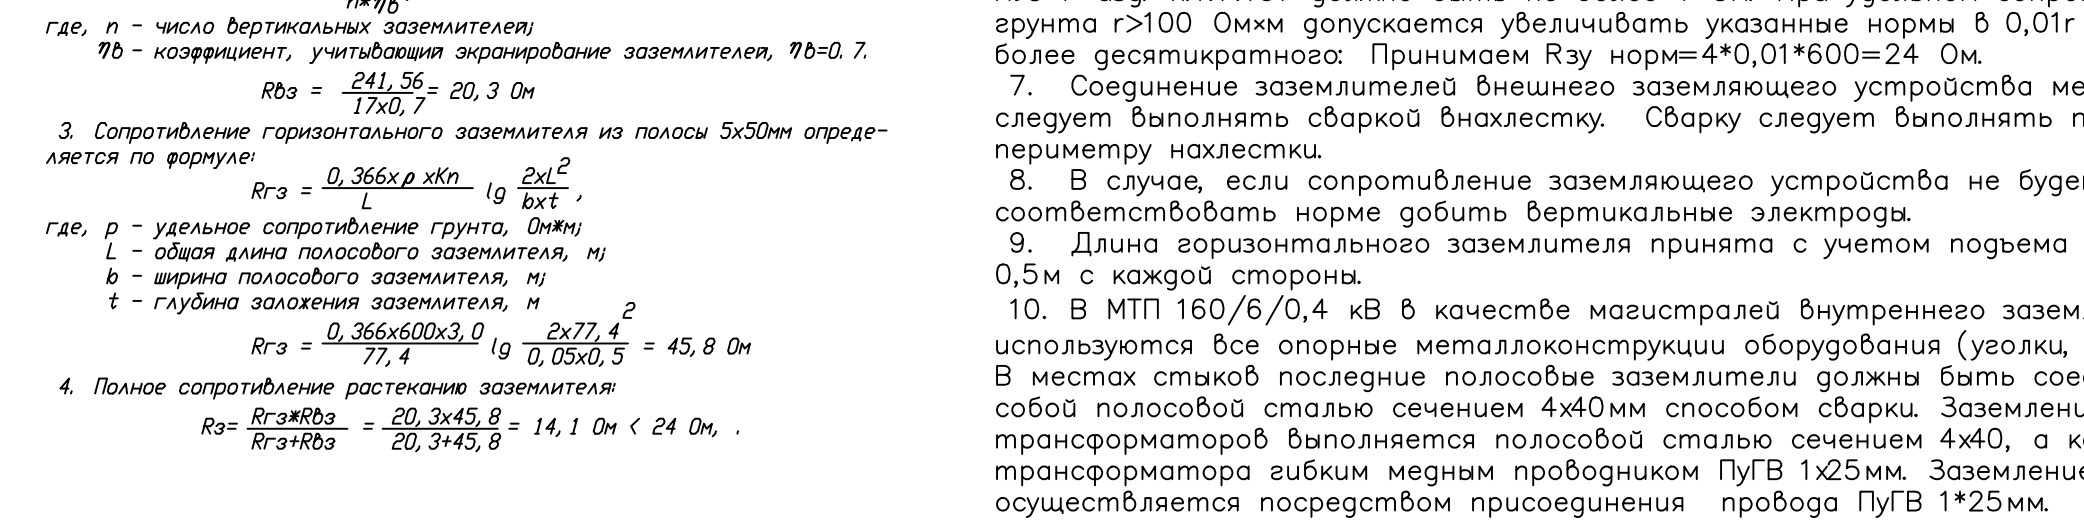 n*ηв
где, n - число вертикальных заземлителей;
ηв - коэффициент, учитывающий экранирование заземлителей, ηв=0.7.
Rвз = 241,56 / 17х0,7 = 20,3 Ом
3. Сопротивление горизонтального заземлителя из полосы 5х50мм опреде-
ляется по формуле:
Rгз = 0,366хρхКп / L lg 2хL² / bхt ,
где, р - удельное сопротивление грунта, Ом*м;
L - общая длина полосового заземлителя, м;
b - ширина полосового заземлителя, м;
t - глубина заложения заземлителя, м
Rгз = 0,366х600х3,0 / 77,4 lg 2х77,4² / 0,05х0,5 = 45,8 Ом
4. Полное сопротивление растеканию заземлителя:
Rз= Rгз*Rвз / Rгз+Rвз = 20,3х45,8 / 20,3+45,8 = 14,1 Ом < 24 Ом, .
грунта r>100 Ом×м допускается увеличивать указанные нормы в 0,01r
более десятикратного: Принимаем Rзу норм=4*0,01*600=24 Ом.
7. Соединение заземлителей внешнего заземляющего устройства ме
следует выполнять сваркой внахлестку. Сварку следует выполнять п
периметру нахлестки.
8. В случае, если сопротивление заземляющего устройства не буде
соответствовать норме добить вертикальные электроды.
9. Длина горизонтального заземлителя принята с учетом подъема
0,5м с каждой стороны.
10. В МТП 160/6/0,4 кВ в качестве магистралей внутреннего зазем
используются все опорные металлоконструкции оборудования (уголки,
В местах стыков последние полосовые заземлители должны быть сое
собой полосовой сталью сечением 4х40мм способом сварки. Заземлени
трансформаторов выполняется полосовой сталью сечением 4х40, а к
трансформатора гибким медным проводником ПуГВ 1х25мм. Заземление
осуществляется посредством присоединения провода ПуГВ 1*25мм.